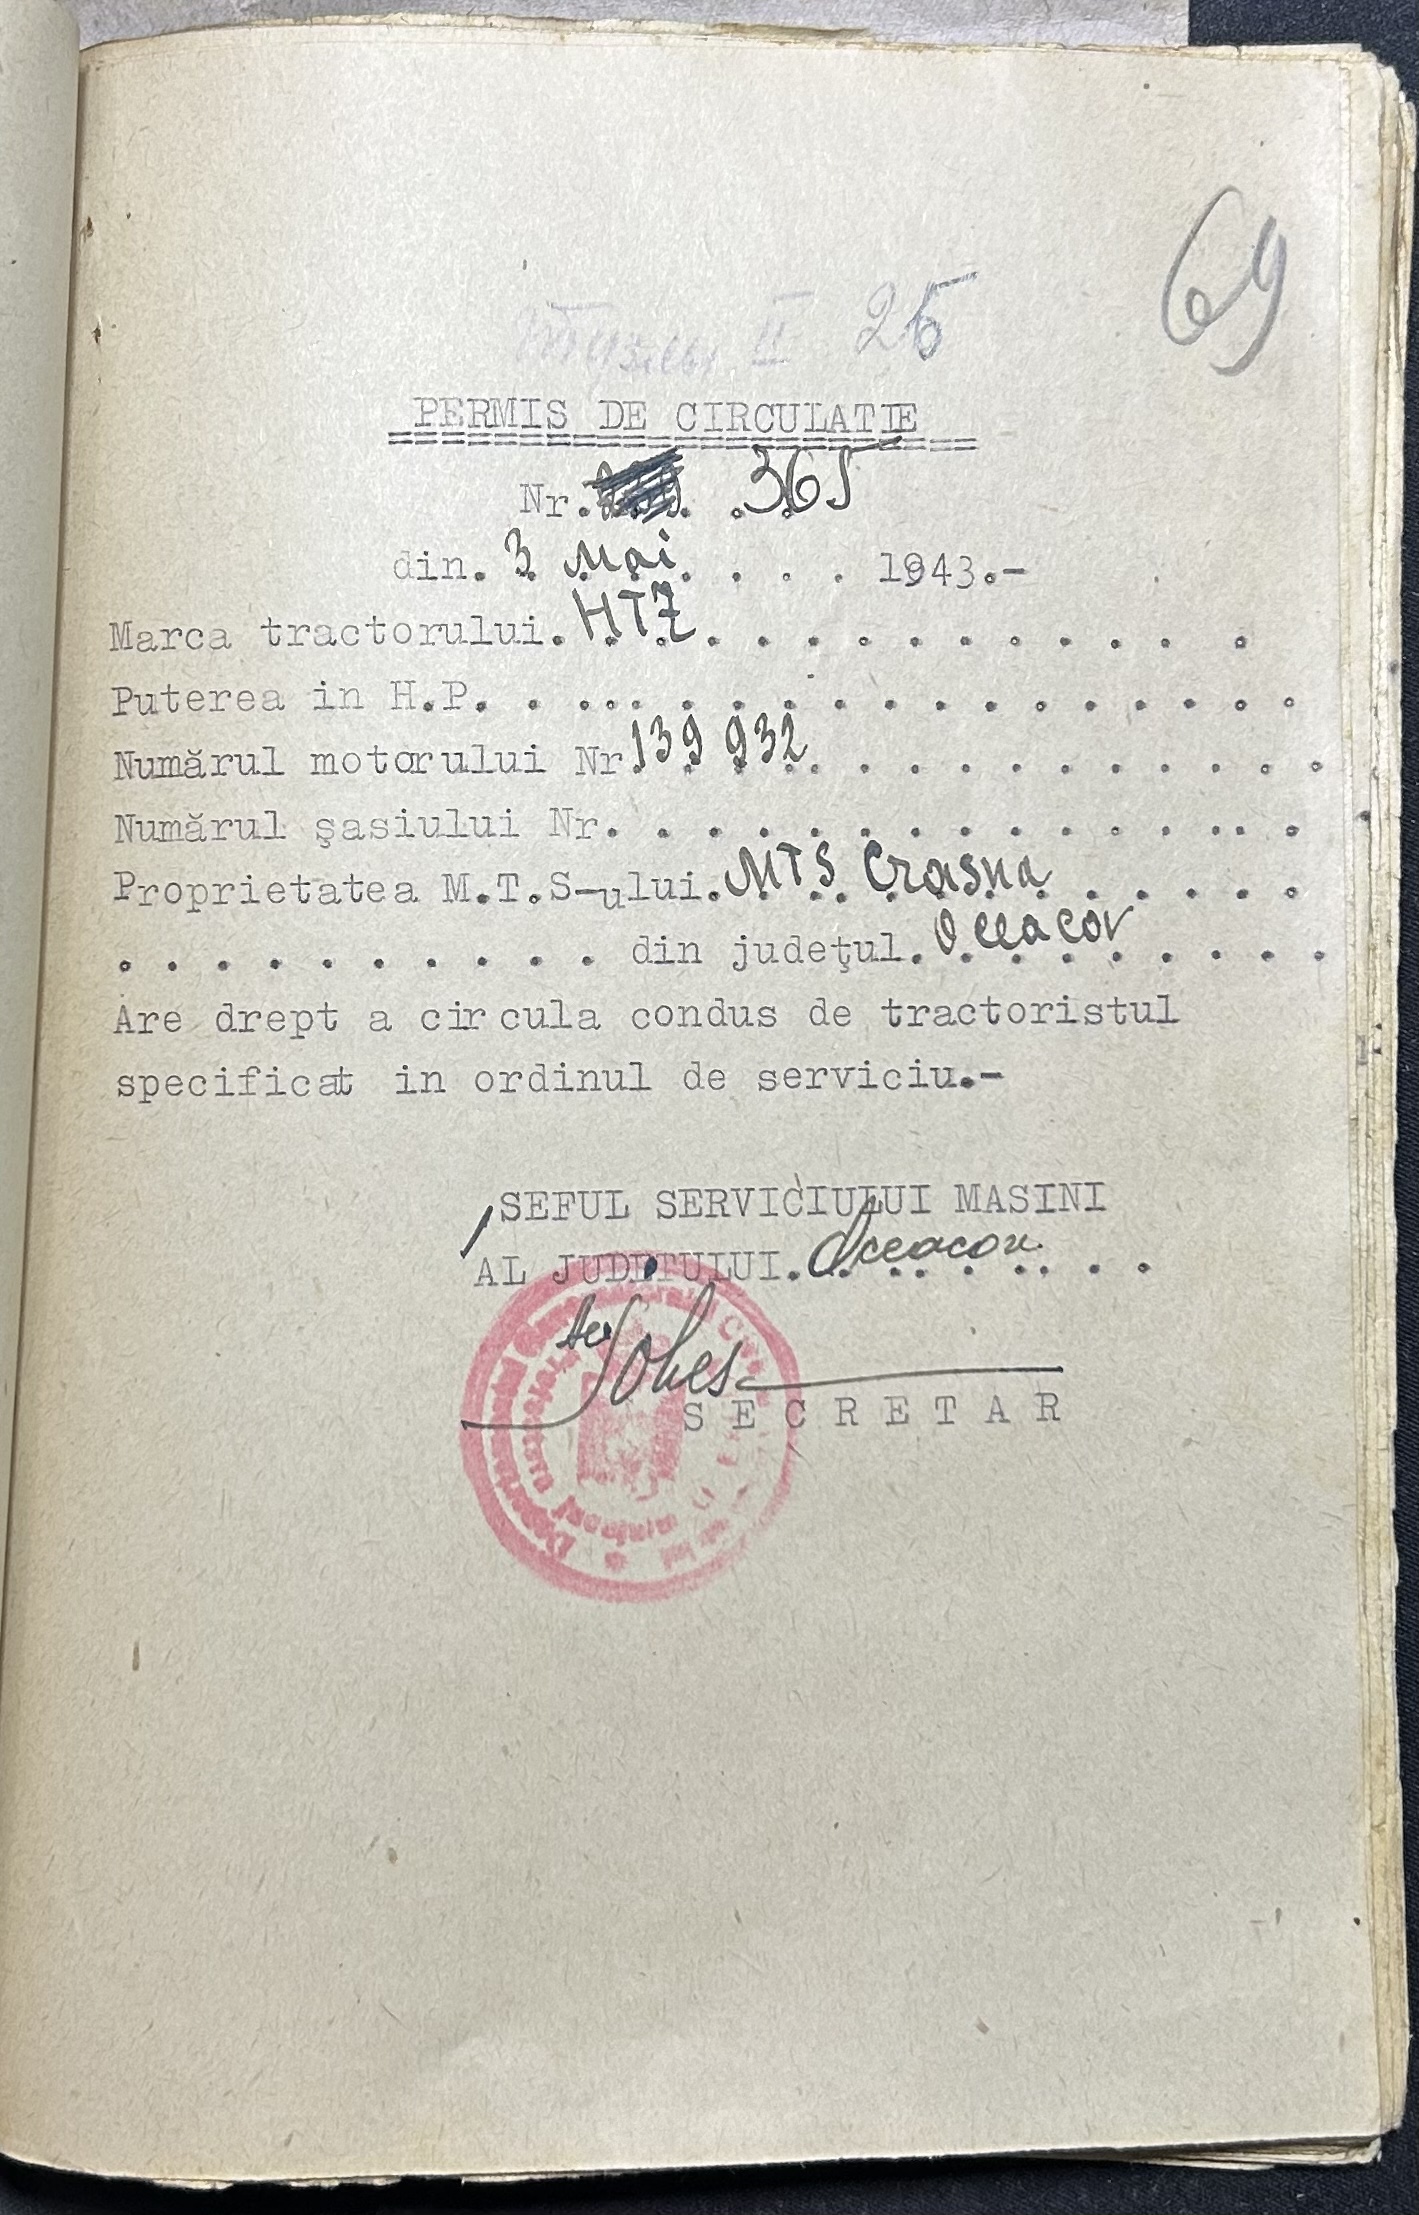 69
II 25
PERMIS DE CIRCULATIE
Nr. 365
din. 3 Mai . . . . 1943.-
Marca tractorului. HTZ . . . . . . . . . . .
Puterea in H.P. . . . . . . . . . . . . . . . . . .
Numărul motorului Nr. 139 932 . . . . . . . . . . . .
Numărul şasiului Nr. . . . . . . . . . . . . . . . . .
Proprietatea M.T.S-ului. MTS Crasna . . . . .
. . . . . . . . . . . din judeţul. Oceacov . . . .
Are drept a circula condus de tractoristul
specificat in ordinul de serviciu.-
SEFUL SERVICIULUI MASINI
AL JUDITULUI. Oceacov . . .
SECRETAR